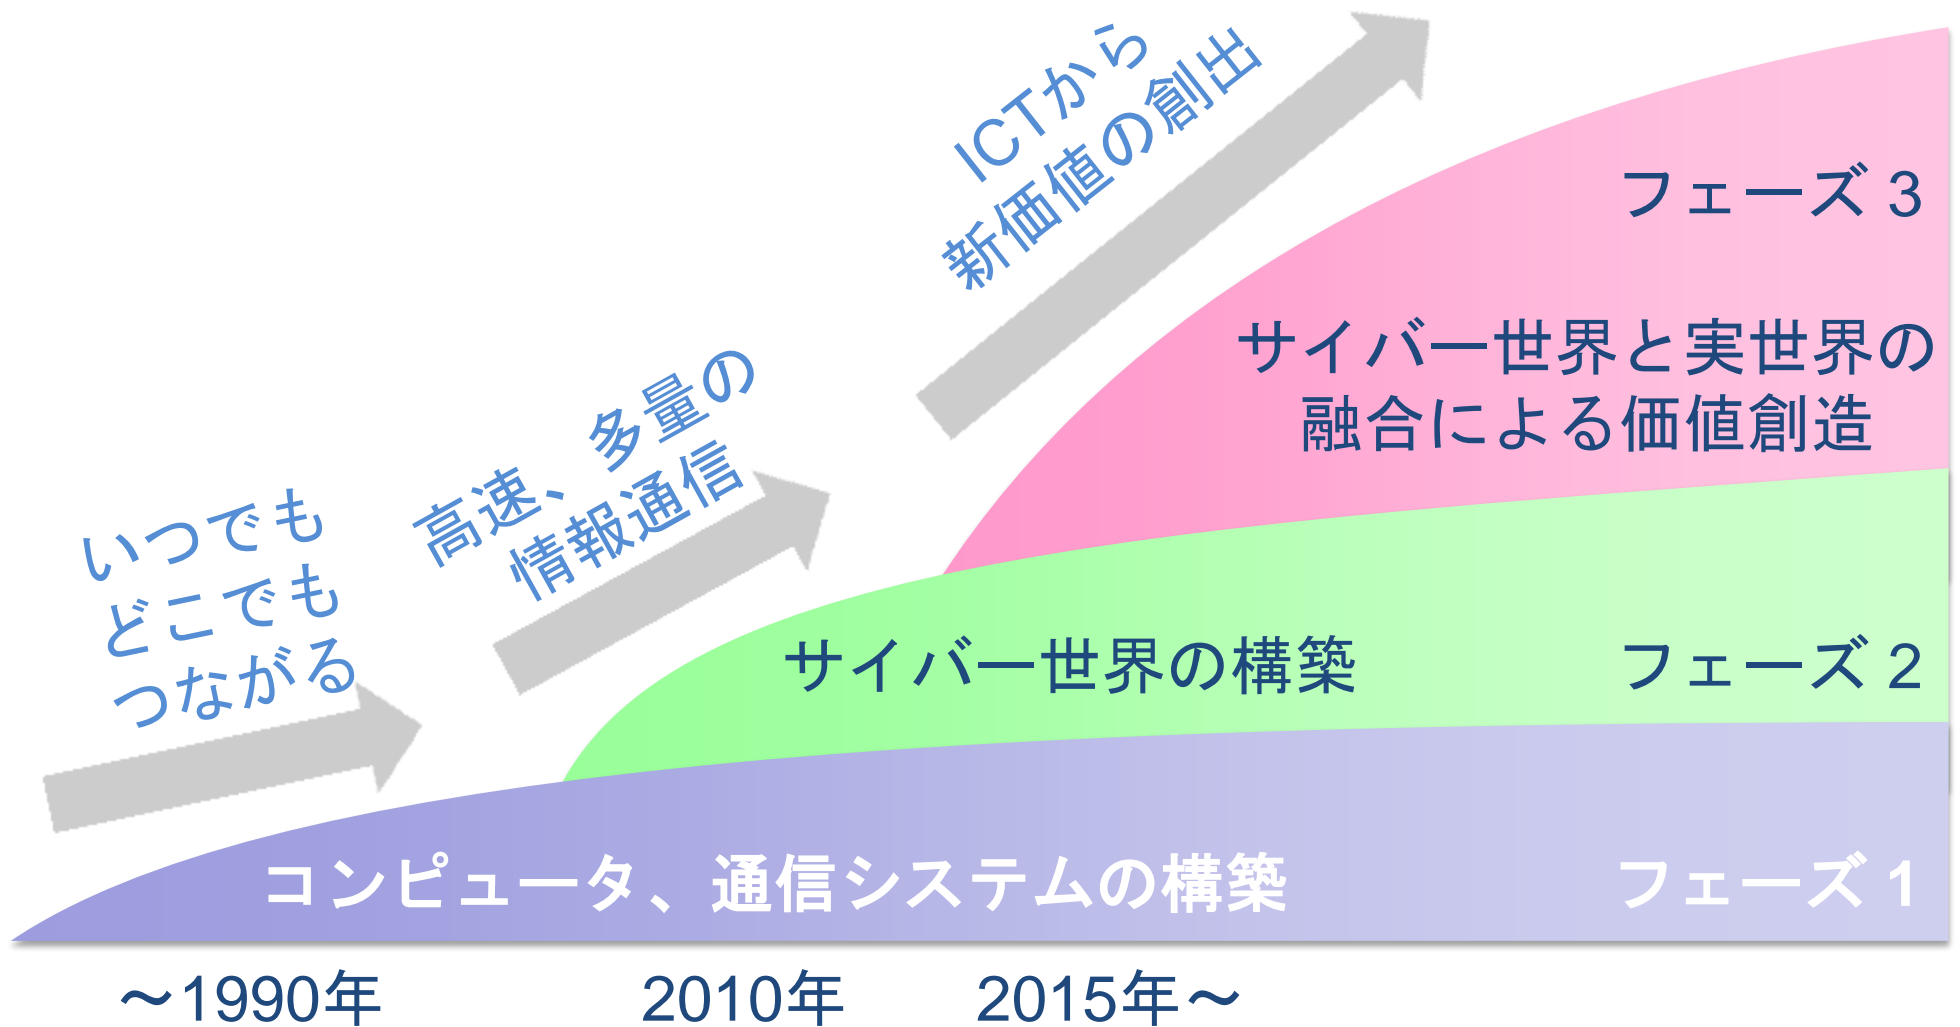 ICTから
新価値の創出
フェーズ 3
サイバー世界と実世界の
融合による価値創造
高速、多量の
情報通信
いつでも
どこでも
つながる
サイバー世界の構築
フェーズ 2
コンピュータ、通信システムの構築
フェーズ 1
～1990年
2010年
2015年～